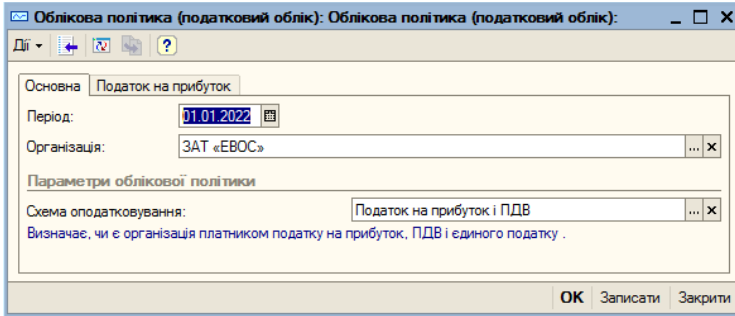 Облікова політика (податковий облік): Облікова політика (податковий облік):
Дії
Основна Податок на прибуток
Період: 01.01.2022
Організація: ЗАТ «ЕВОС» ...
Параметри облікової політики
Схема оподатковування: Податок на прибуток і ПДВ ...
Визначає, чи є організація платником податку на прибуток, ПДВ і єдиного податку .
OK Записати Закрити